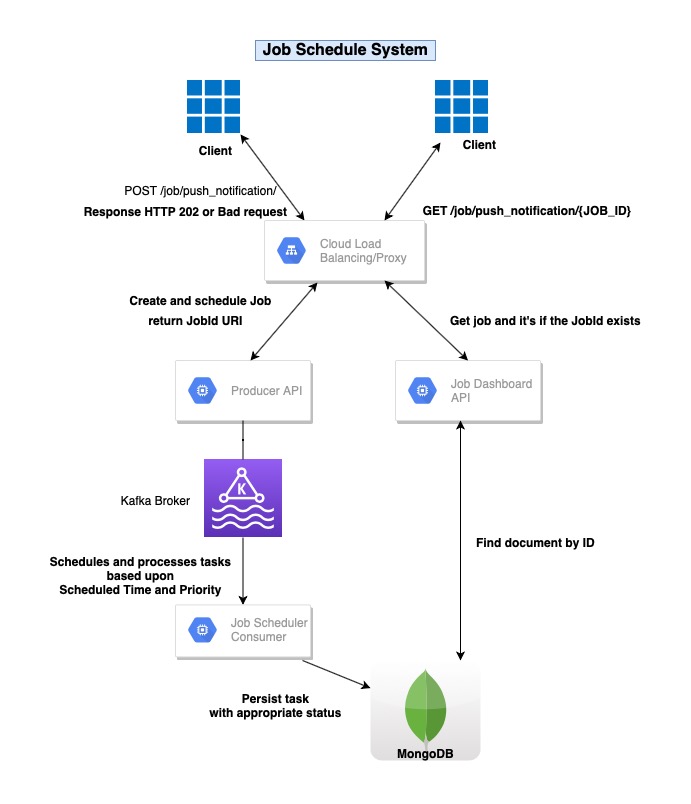 Job Schedule System
Client
Client
POST /job/push_notification/
Response HTTP 202 or Bad request
GET /job/push_notification/{JOB_ID}
Cloud Load
Balancing/Proxy
Create and schedule Job
return JobId URI
Get job and it's if the JobId exists
Producer API
Job Dashboard
API
K
Kafka Broker
Find document by ID
Schedules and processes tasks
based upon
Scheduled Time and Priority
Job Scheduler
Consumer
Persist task
with appropriate status
MongoDB